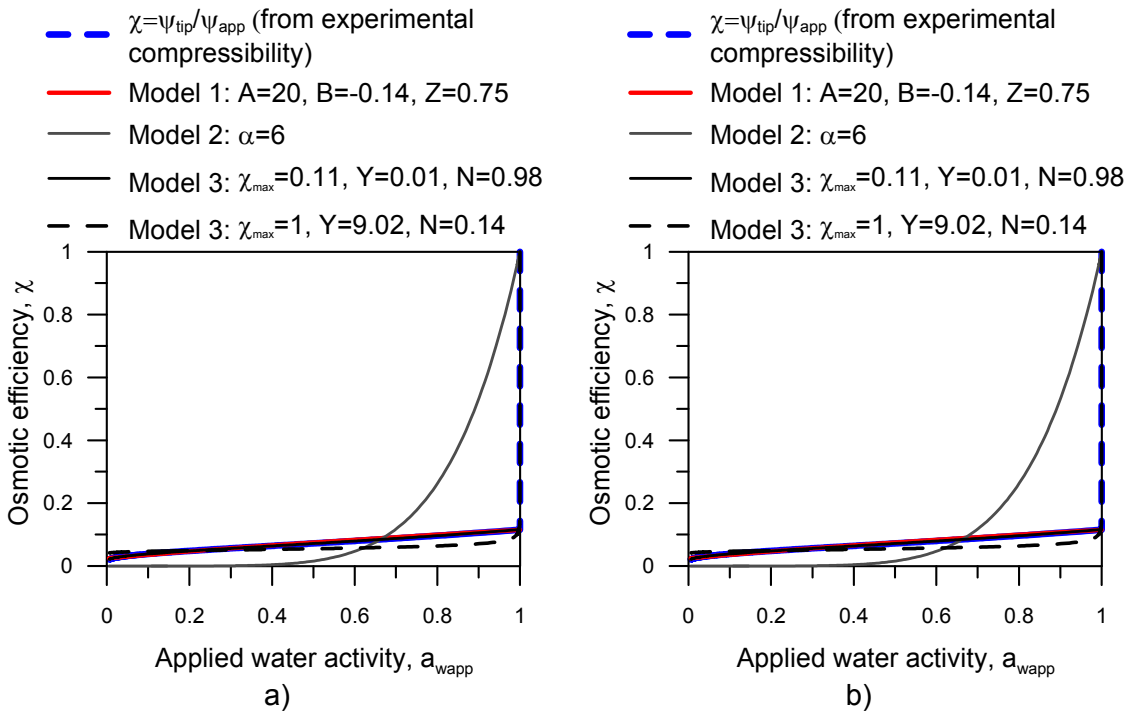 χ=ψtip/ψapp (from experimental
compressibility)
Model 1: A=20, B=-0.14, Z=0.75
Model 2: α=6
Model 3: χmax=0.11, Y=0.01, N=0.98
Model 3: χmax=1, Y=9.02, N=0.14
1
0.8
0.6
0.4
0.2
0
Osmotic efficiency, χ
0 0.2 0.4 0.6 0.8 1
Applied water activity, awapp
a)
χ=ψtip/ψapp (from experimental
compressibility)
Model 1: A=20, B=-0.14, Z=0.75
Model 2: α=6
Model 3: χmax=0.11, Y=0.01, N=0.98
Model 3: χmax=1, Y=9.02, N=0.14
1
0.8
0.6
0.4
0.2
0
Osmotic efficiency, χ
0 0.2 0.4 0.6 0.8 1
Applied water activity, awapp
b)